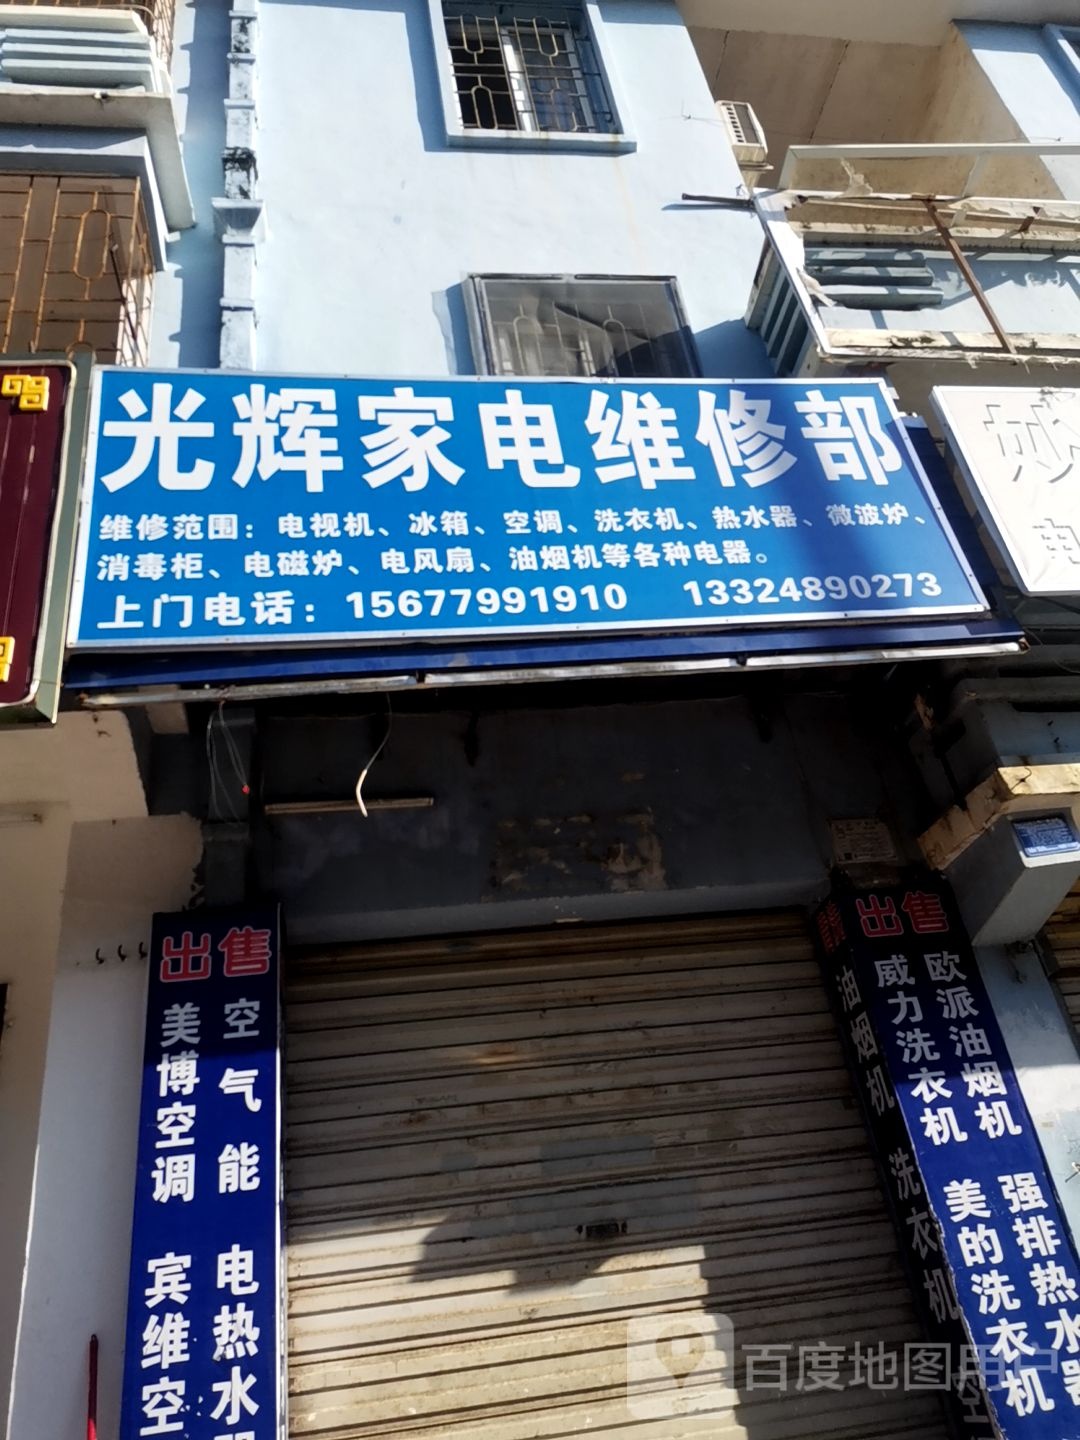 光辉家电维修部
维修范围：电视机、冰箱、空调、洗衣机、热水器、微波炉、
消毒柜、电磁炉、电风扇、油烟机等各种电器。
上门电话：15677991910 13324890273
妙
电
出售
空气能 电热水器
美博空调 宾维空
出售
欧派油烟机 强排热水器
威力洗衣机 美的洗衣机
油烟机 洗衣机 空
百度地图用户